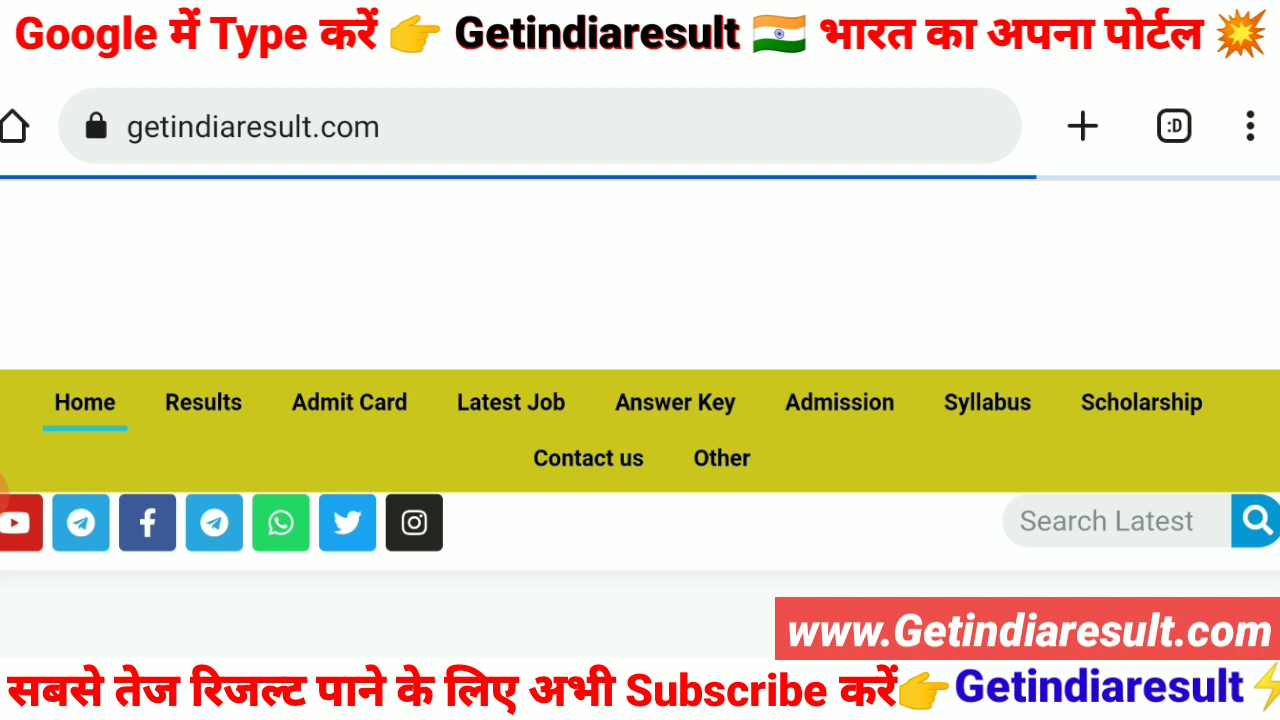 Google में Type करें 👉 Getindiaresult 🇮🇳 भारत का अपना पोर्टल 💥
getindiaresult.com
:D
Home Results Admit Card Latest Job Answer Key Admission Syllabus Scholarship
Contact us Other
Search Latest
www.Getindiaresult.com
सबसे तेज रिजल्ट पाने के लिए अभी Subscribe करें👉Getindiaresult⚡